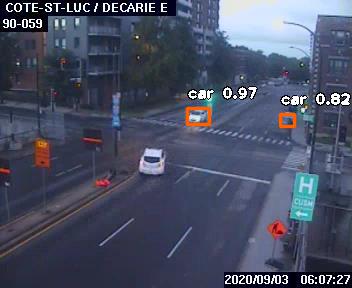 COTE-ST-LUC / DECARIE E
90-059
car 0.97
car 0.82
H
CUSM
2020/09/03 06:07:27